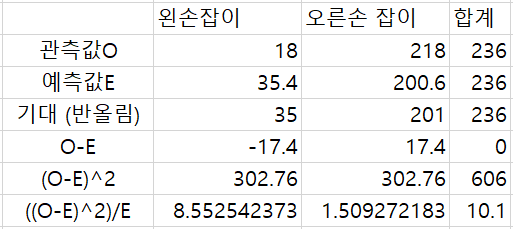 왼손잡이 오른손 잡이 합계
관측값O 18 218 236
예측값E 35.4 200.6 236
기대 (반올림) 35 201 236
O-E -17.4 17.4 0
(O-E)^2 302.76 302.76 606
((O-E)^2)/E 8.552542373 1.509272183 10.1